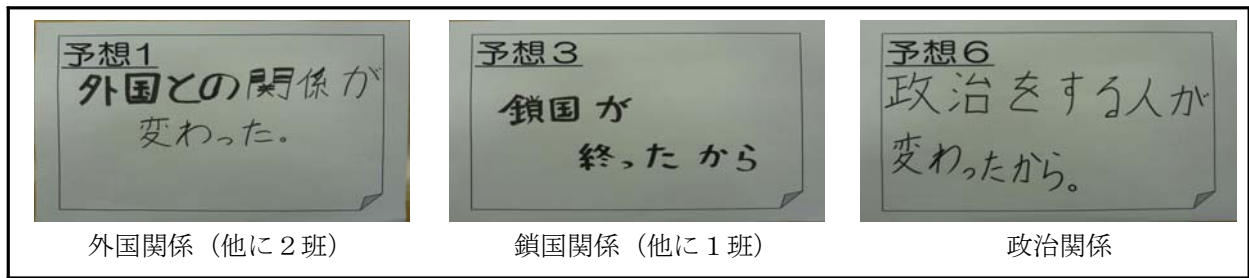 予想1
外国との関係が
変わった。
外国関係（他に２班）
予想３
鎖国が
終ったから
鎖国関係（他に１班）
予想６
政治をする人が
変わったから。
政治関係